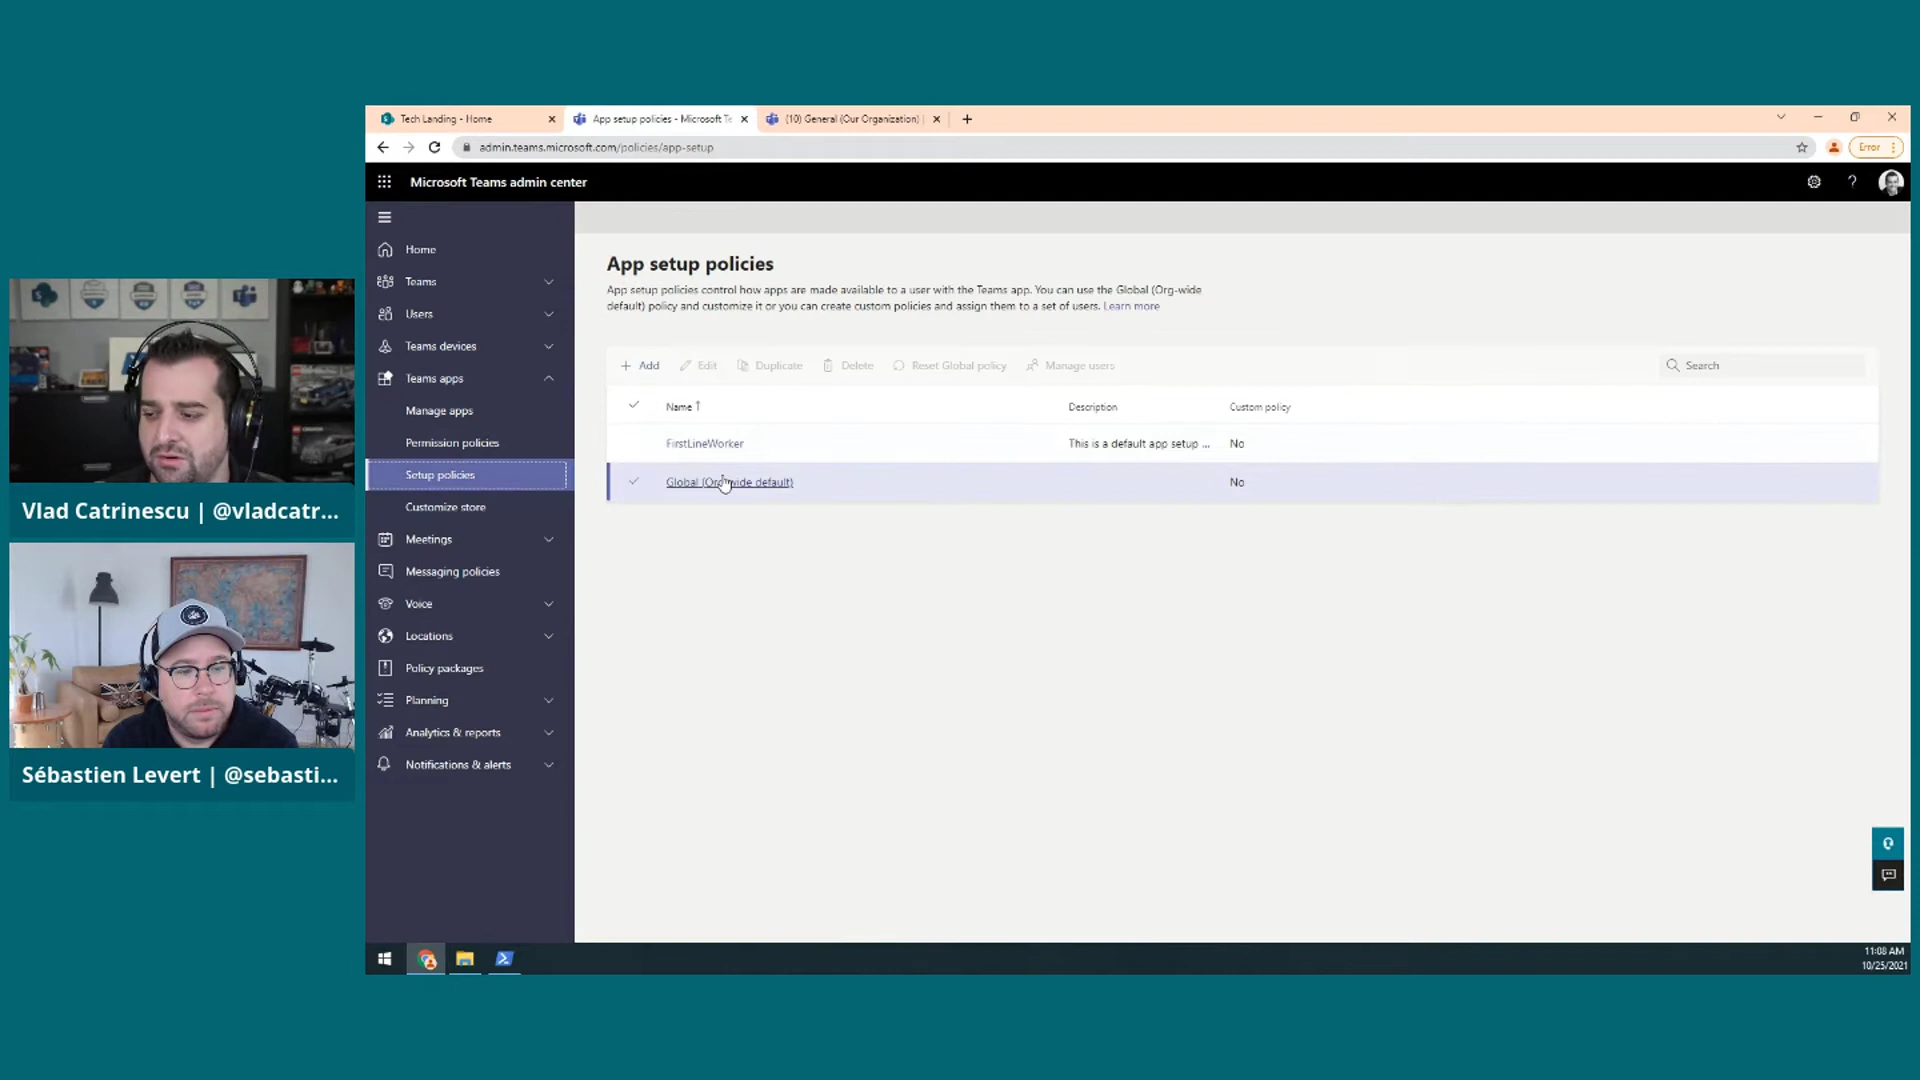 Tech Landing - Home
App setup policies - Microsoft Te
(10) General (Our Organization) |
admin.teams.microsoft.com/policies/app-setup
Error
Microsoft Teams admin center
Home
Teams
Users
Teams devices
Teams apps
Manage apps
Permission policies
Setup policies
Customize store
Meetings
Messaging policies
Voice
Locations
Policy packages
Planning
Analytics & reports
Notifications & alerts
App setup policies
App setup policies control how apps are made available to a user with the Teams app. You can use the Global (Org-wide
default) policy and customize it or you can create custom policies and assign them to a set of users. Learn more
Add
Edit
Duplicate
Delete
Reset Global policy
Manage users
Search
Name ↑
Description
Custom policy
FirstLineWorker
This is a default app setup ...
No
Global (Org-wide default)
No
Vlad Catrinescu | @vladcatr...
Sébastien Levert | @sebasti...
11:08 AM
10/25/2021